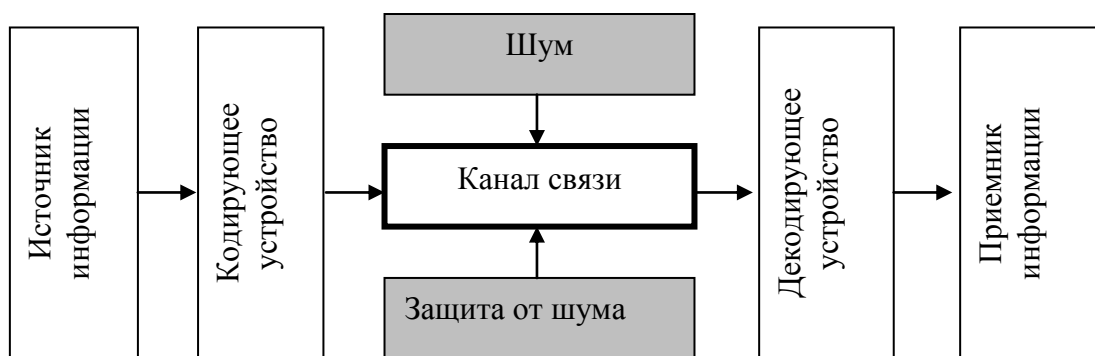 Источник
информации
Кодирующее
устройство
Шум
Канал связи
Защита от шума
Декодирующее
устройство
Приемник
информации